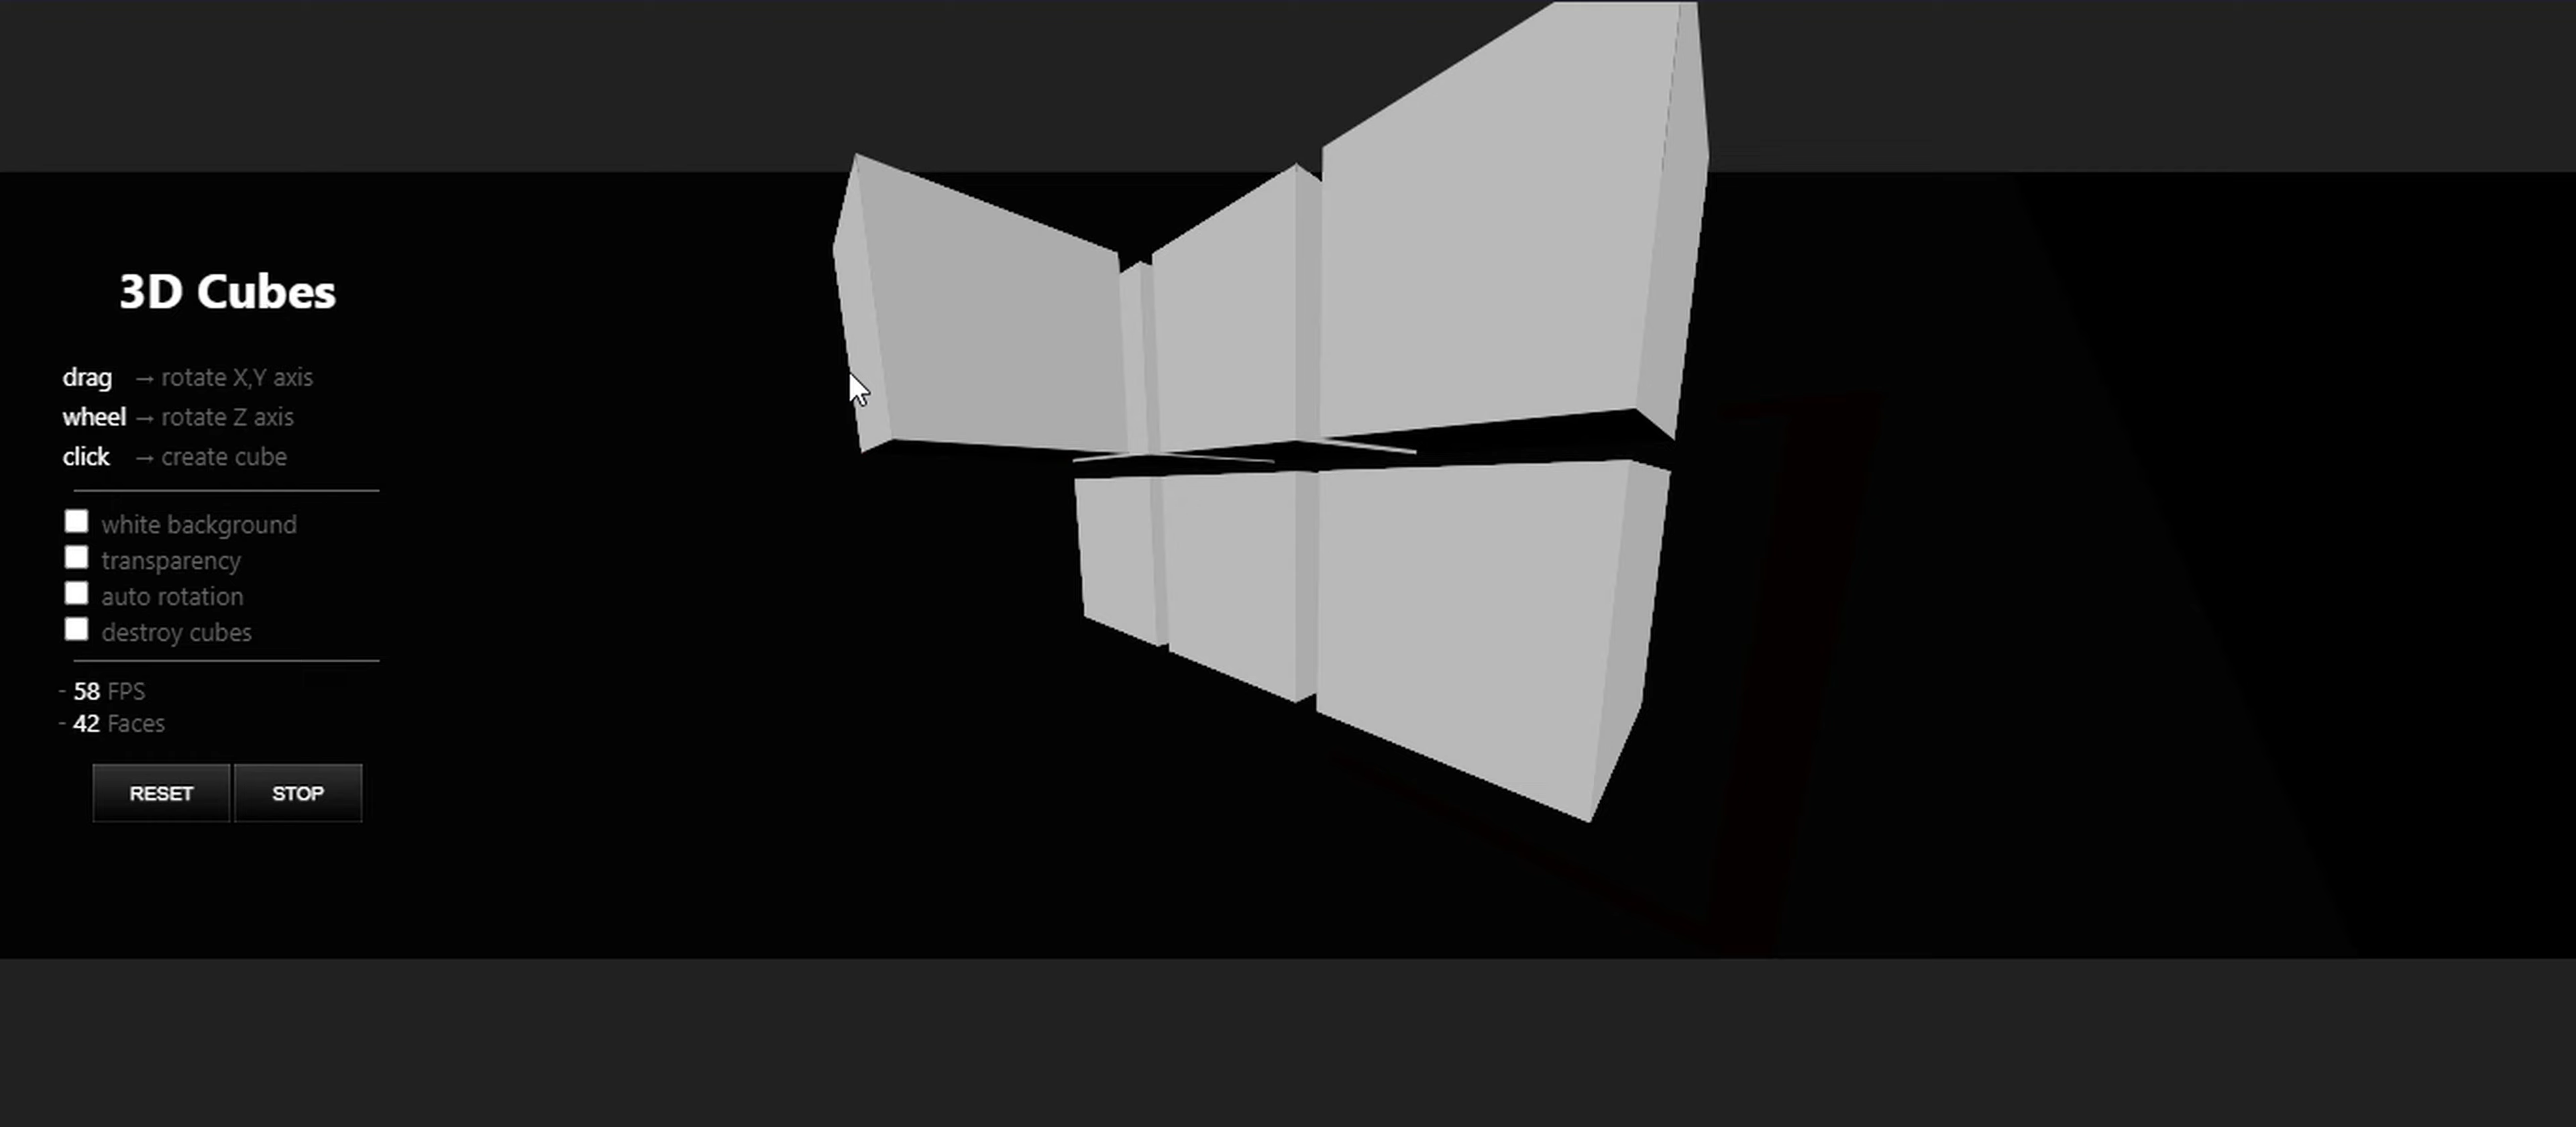 3D Cubes
drag → rotate X,Y axis
wheel → rotate Z axis
click → create cube
white background
transparency
auto rotation
destroy cubes
- 58 FPS
- 42 Faces
RESET STOP